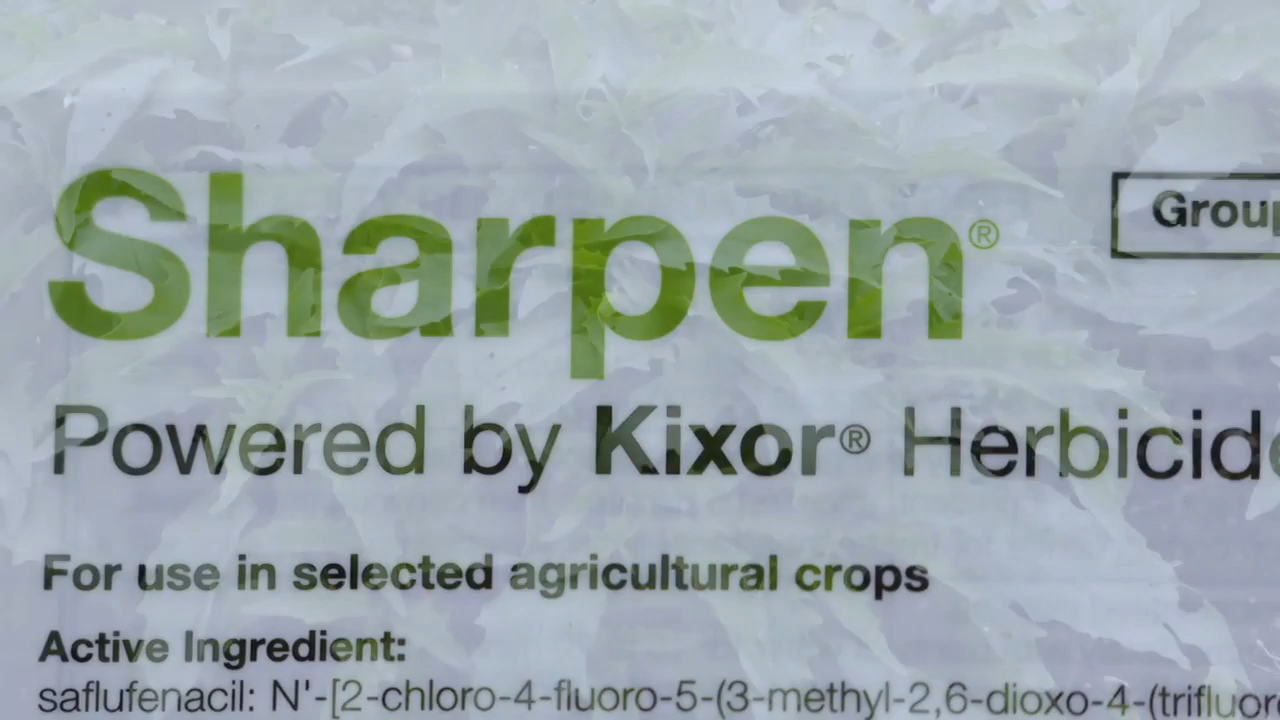 Sharpen®
Group
Powered by Kixor® Herbicide
For use in selected agricultural crops
Active Ingredient:
saflufenacil: N'-[2-chloro-4-fluoro-5-(3-methyl-2,6-dioxo-4-(trifluor